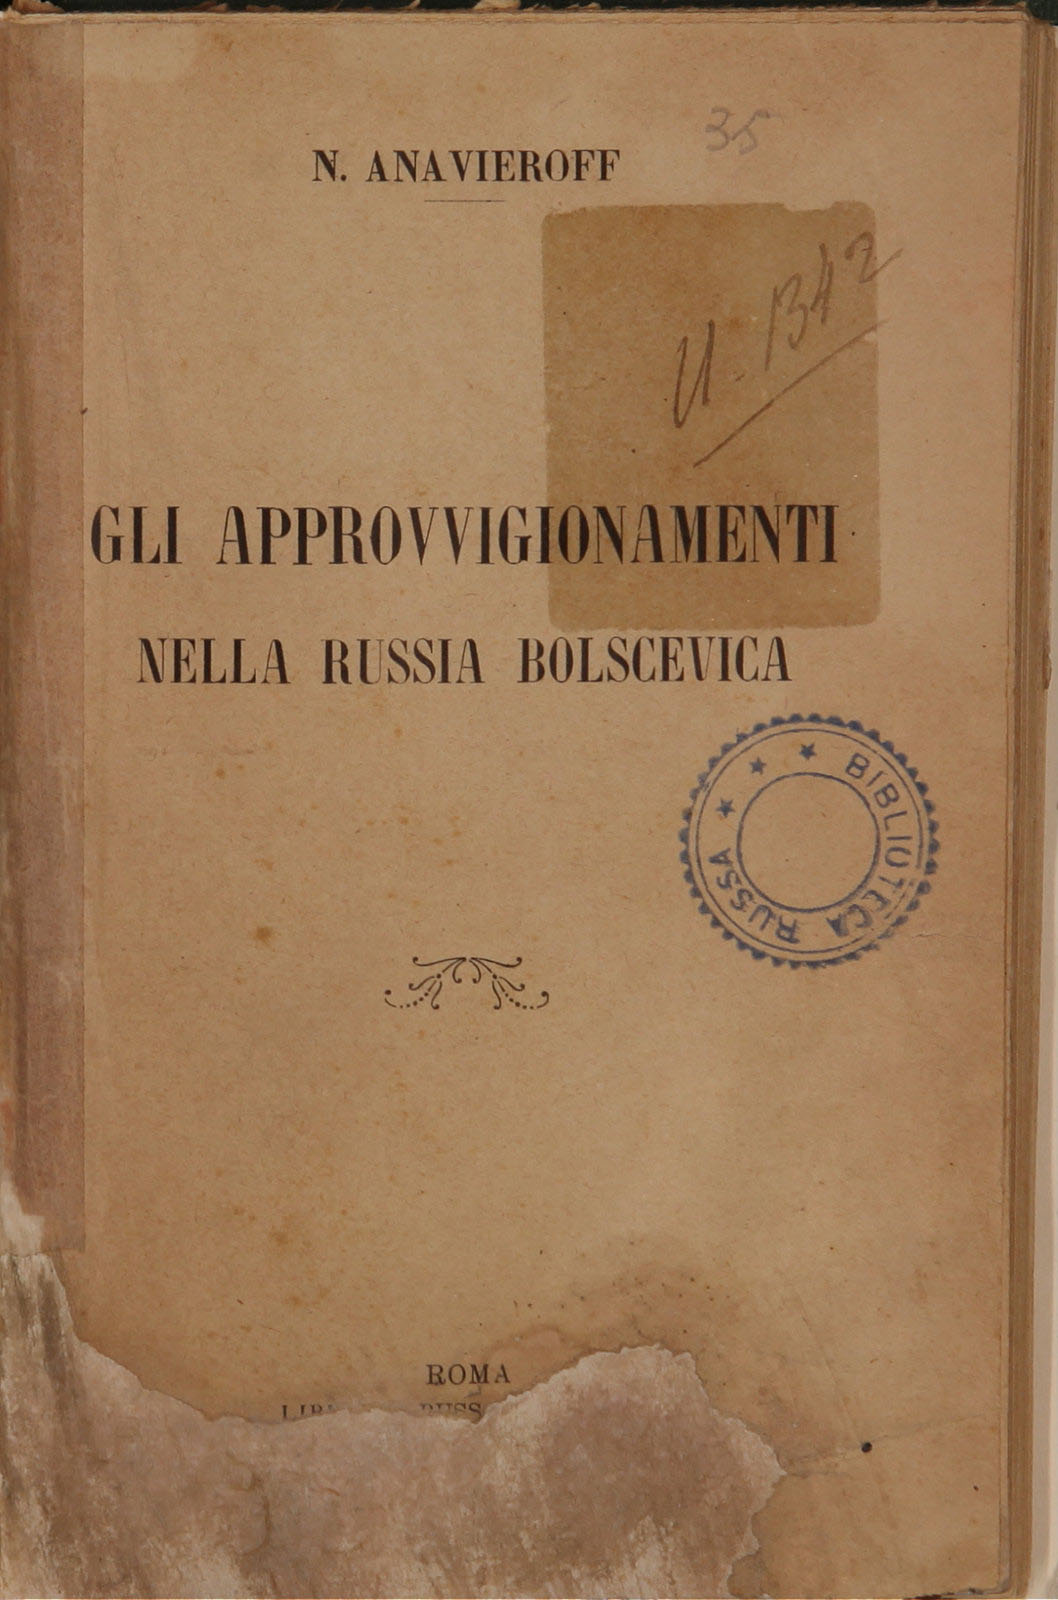 35
N. ANAVIEROFF
U. 1342
GLI APPROVVIGIONAMENTI
NELLA RUSSIA BOLSCEVICA
BIBLIOTECA RUSSA
ROMA